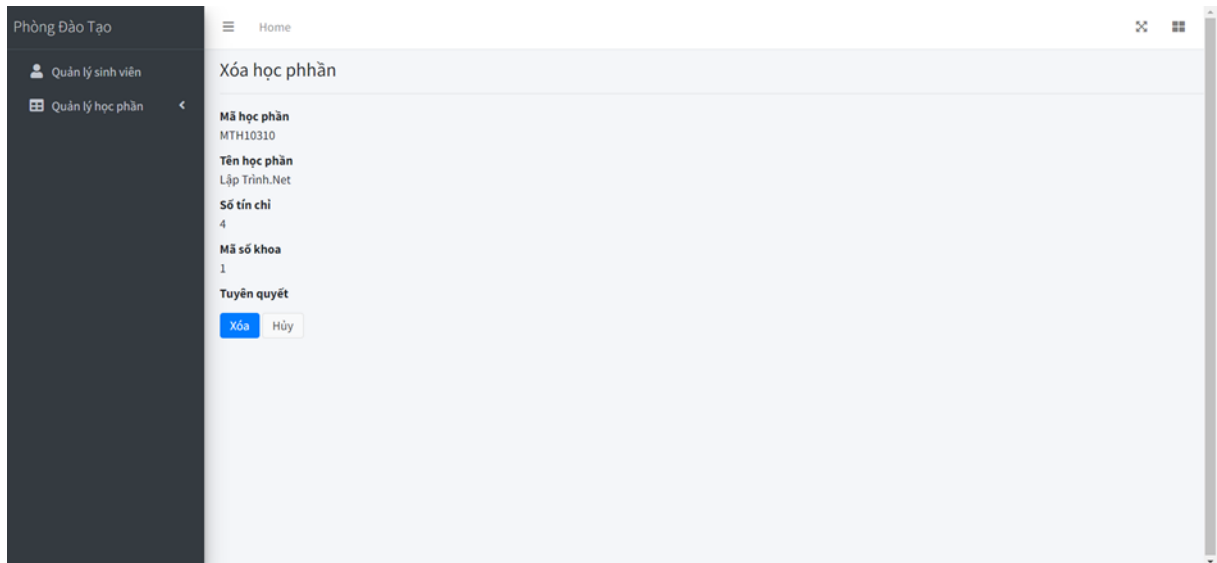 Phòng Đào Tạo
Home
Quản lý sinh viên
Quản lý học phần
Xóa học phhần
Mã học phần
MTH10310
Tên học phần
Lập Trình.Net
Số tín chỉ
4
Mã số khoa
1
Tuyên quyết
Xóa Hủy